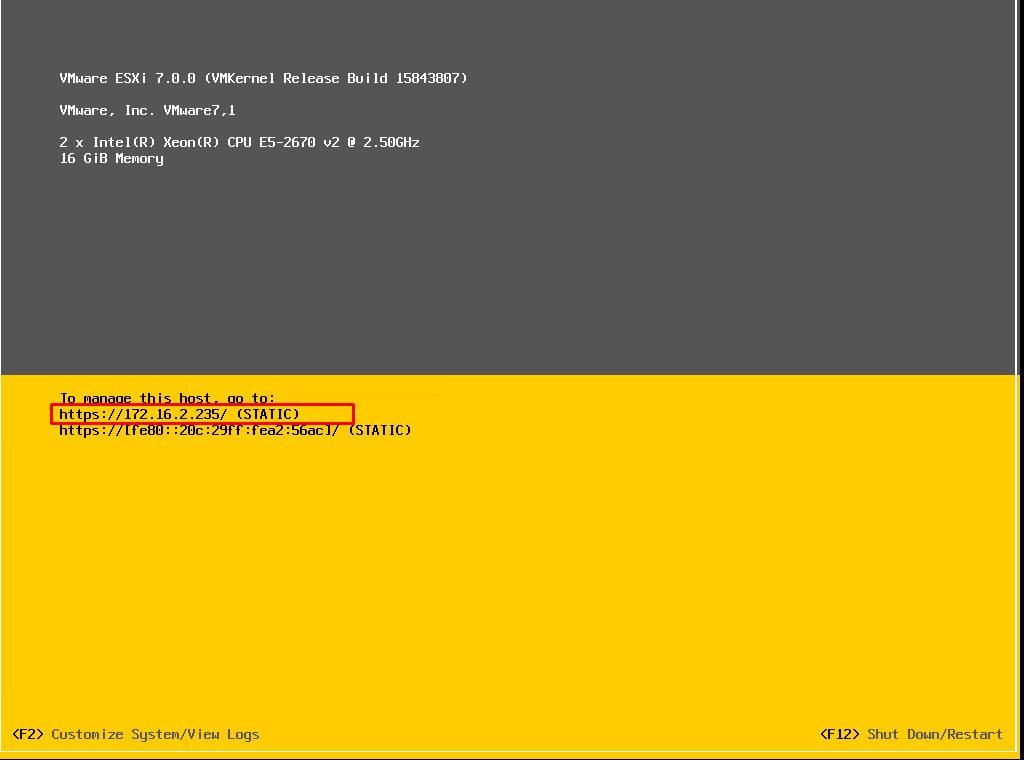 VMware ESXi 7.0.0 (VMKernel Release Build 15843807)
VMware, Inc. VMware7,1
2 x Intel(R) Xeon(R) CPU E5-2670 v2 @ 2.50GHz
16 GiB Memory
To manage this host, go to:
https://172.16.2.235/ (STATIC)
https://[fe80::20c:29ff:fea2:56ac]/ (STATIC)
<F2> Customize System/View Logs
<F12> Shut Down/Restart